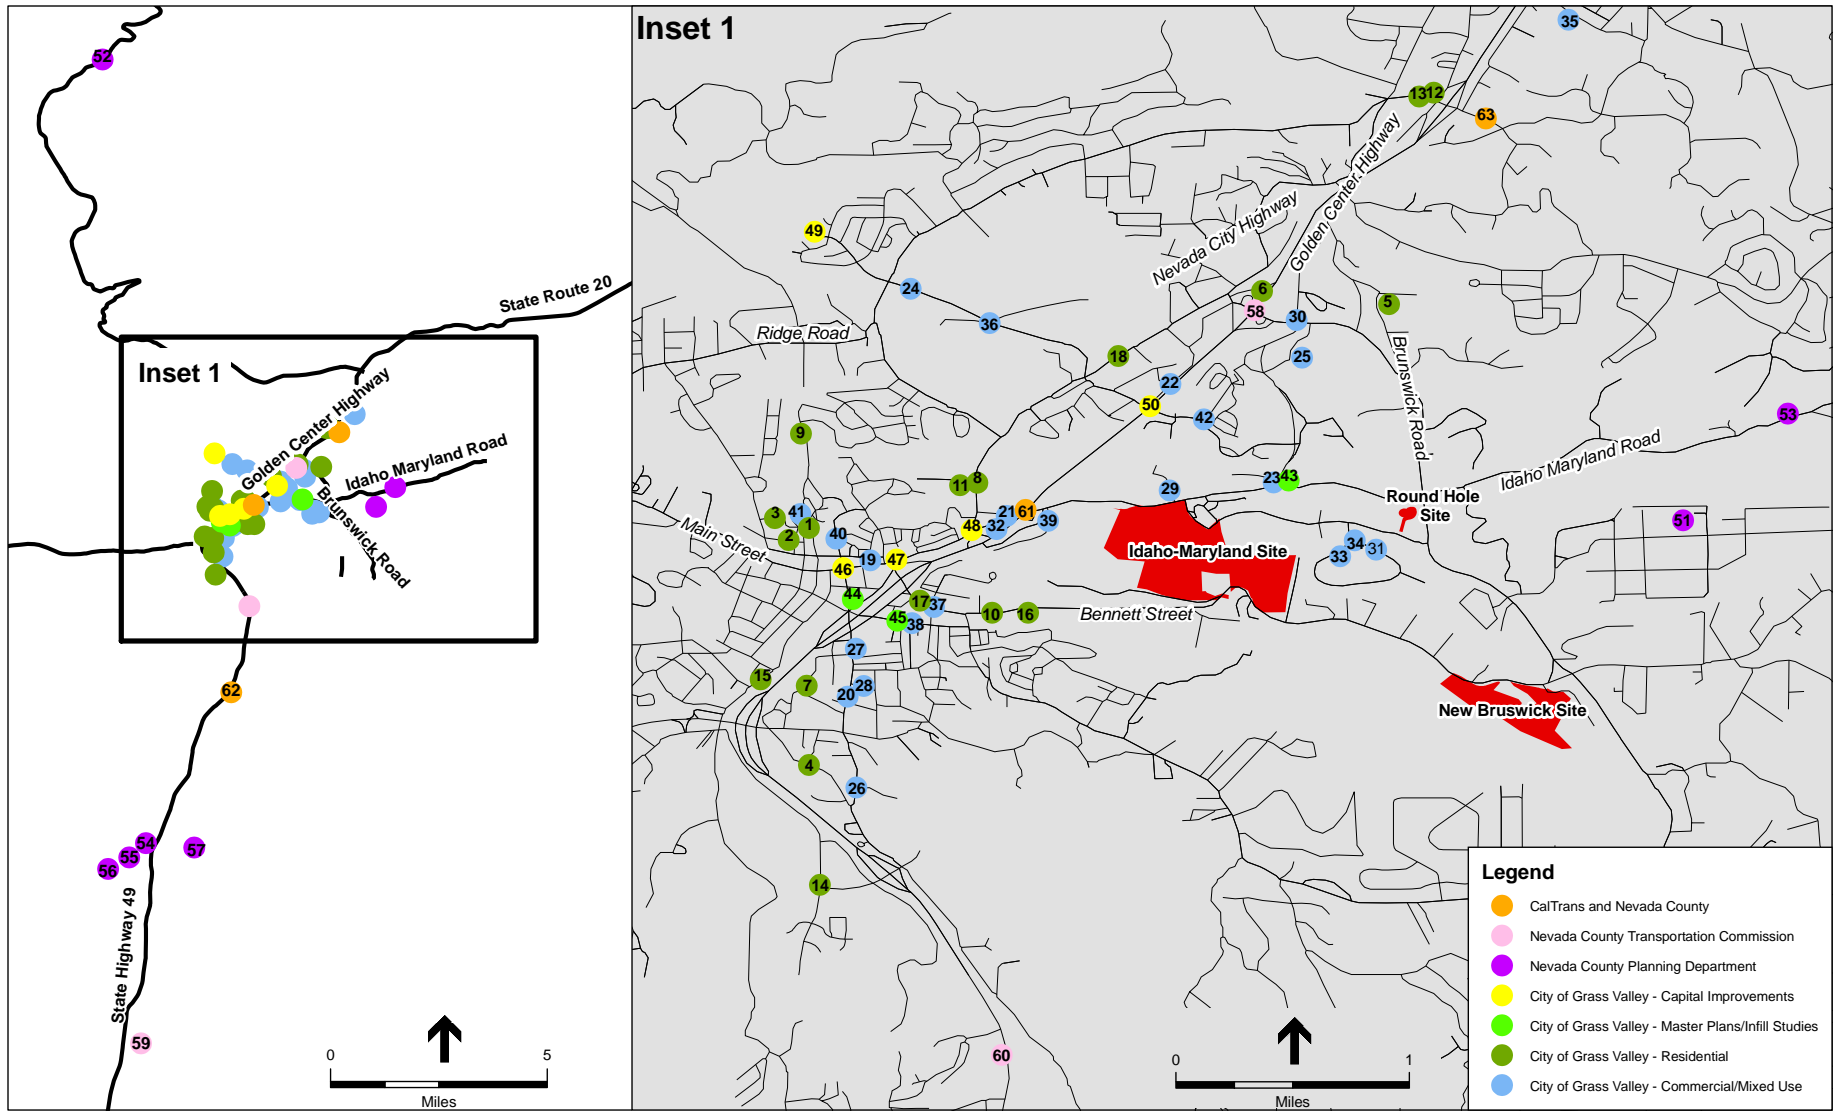 52
State Route 20
Inset 1
Golden Center Highway
Idaho Maryland Road
Brunswick Road
62
54
55
56
57
State Highway 49
59
0 5
Miles
Inset 1
35
13 12
63
Golden Center Highway
Nevada City Highway
49
24
36
Ridge Road
6
58
30
5
25
18
22
50
42
Brunswick Road
53
Idaho Maryland Road
9
11 8
29
23 43
Round Hole
Site
51
3
41
1
2
40
Main Street
48
32
21
61
39
Idaho-Maryland Site
34
33
31
46
19
47
44
17
37
45
38
10
16
Bennett Street
27
15
7
28
20
New Bruswick Site
4
26
14
60
0 1
Miles
Legend
CalTrans and Nevada County
Nevada County Transportation Commission
Nevada County Planning Department
City of Grass Valley - Capital Improvements
City of Grass Valley - Master Plans/Infill Studies
City of Grass Valley - Residential
City of Grass Valley - Commercial/Mixed Use